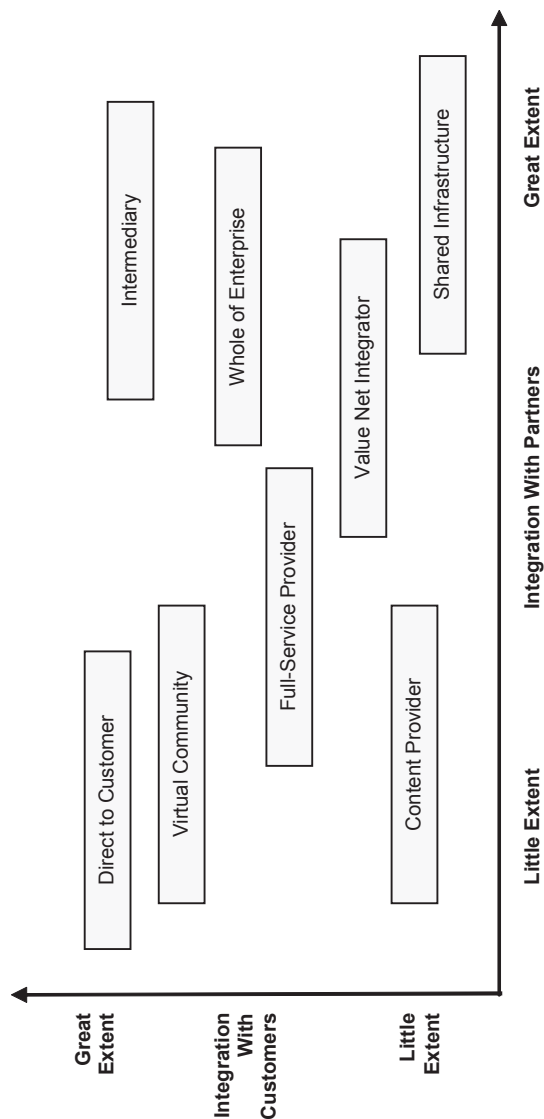 Great
Extent
Integration
With
Customers
Little
Extent
Direct to Customer
Intermediary
Virtual Community
Whole of Enterprise
Full-Service Provider
Value Net Integrator
Content Provider
Shared Infrastructure
Little Extent
Integration With Partners
Great Extent